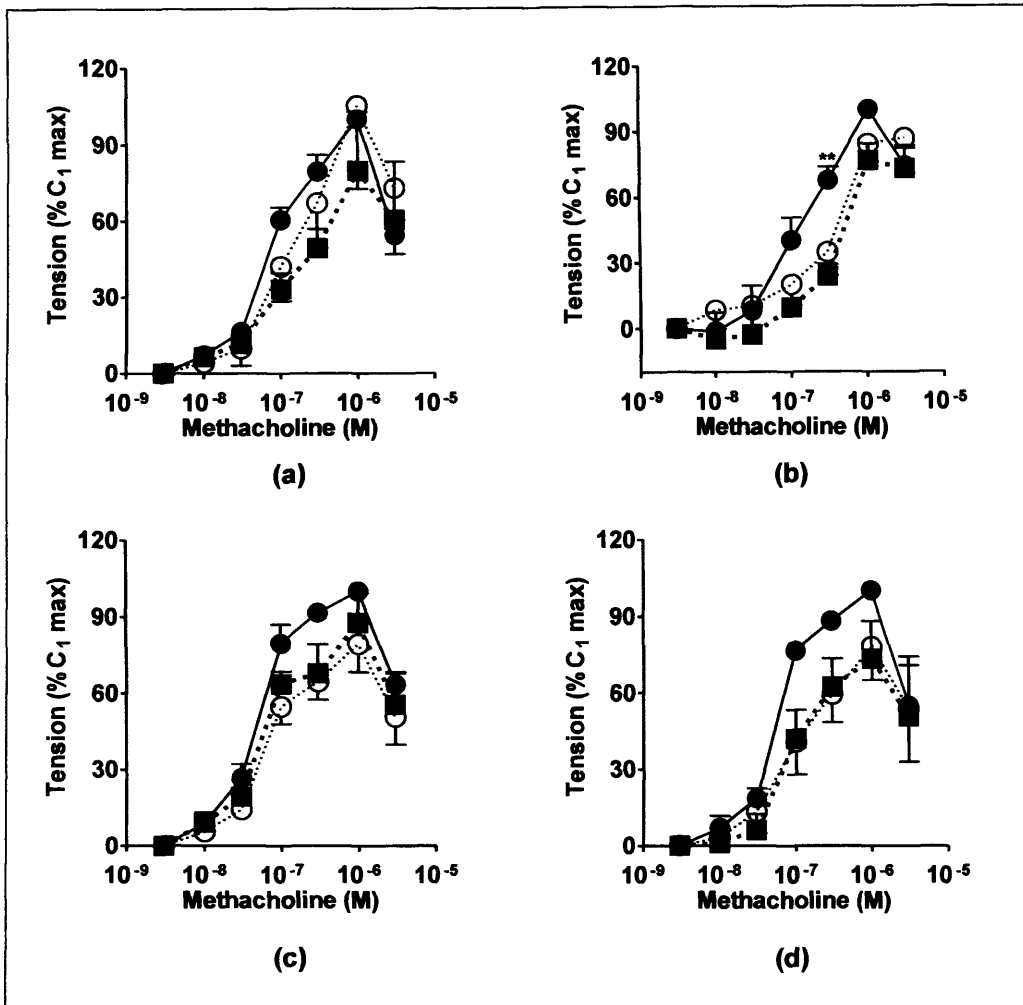 Tension (% C₁ max)
120
90
60
30
0
10⁻⁹ 10⁻⁸ 10⁻⁷ 10⁻⁶ 10⁻⁵
Methacholine (M)
(a)
Tension (% C₁ max)
120
90
60
30
0
**
10⁻⁹ 10⁻⁸ 10⁻⁷ 10⁻⁶ 10⁻⁵
Methacholine (M)
(b)
Tension (% C₁ max)
120
90
60
30
0
10⁻⁹ 10⁻⁸ 10⁻⁷ 10⁻⁶ 10⁻⁵
Methacholine (M)
(c)
Tension (% C₁ max)
120
90
60
30
0
10⁻⁹ 10⁻⁸ 10⁻⁷ 10⁻⁶ 10⁻⁵
Methacholine (M)
(d)